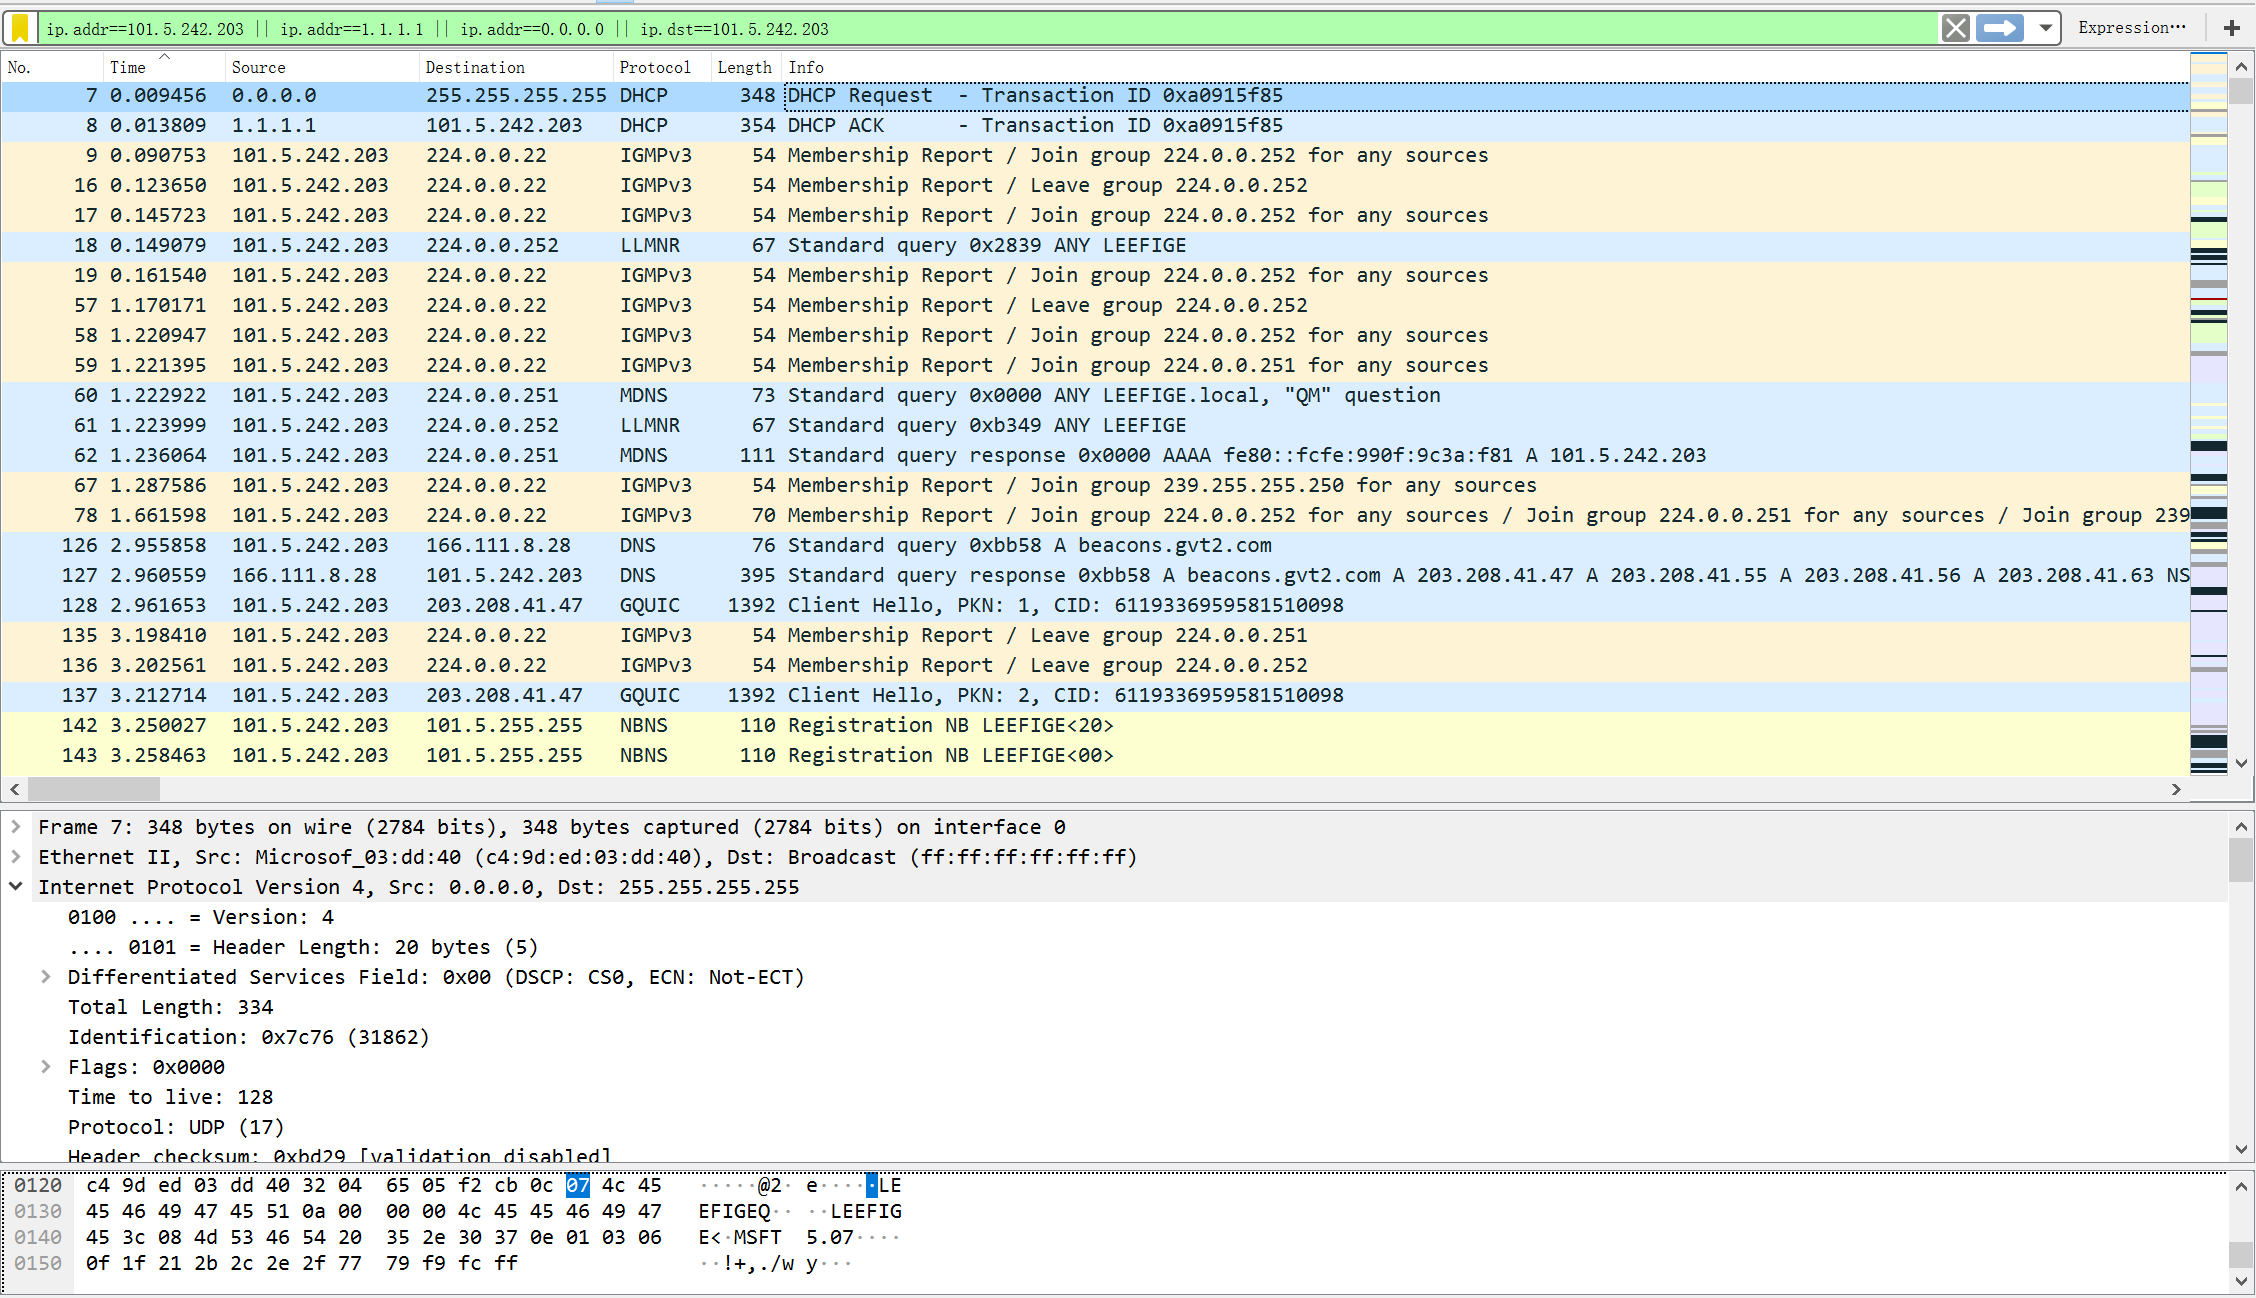 ip.addr==101.5.242.203 || ip.addr==1.1.1.1 || ip.addr==0.0.0.0 || ip.dst==101.5.242.203 Expression…
No. Time Source Destination Protocol Length Info
7 0.009456 0.0.0.0 255.255.255.255 DHCP 348 DHCP Request - Transaction ID 0xa0915f85
8 0.013809 1.1.1.1 101.5.242.203 DHCP 354 DHCP ACK - Transaction ID 0xa0915f85
9 0.090753 101.5.242.203 224.0.0.22 IGMPv3 54 Membership Report / Join group 224.0.0.252 for any sources
16 0.123650 101.5.242.203 224.0.0.22 IGMPv3 54 Membership Report / Leave group 224.0.0.252
17 0.145723 101.5.242.203 224.0.0.22 IGMPv3 54 Membership Report / Join group 224.0.0.252 for any sources
18 0.149079 101.5.242.203 224.0.0.252 LLMNR 67 Standard query 0x2839 ANY LEEFIGE
19 0.161540 101.5.242.203 224.0.0.22 IGMPv3 54 Membership Report / Join group 224.0.0.252 for any sources
57 1.170171 101.5.242.203 224.0.0.22 IGMPv3 54 Membership Report / Leave group 224.0.0.252
58 1.220947 101.5.242.203 224.0.0.22 IGMPv3 54 Membership Report / Join group 224.0.0.252 for any sources
59 1.221395 101.5.242.203 224.0.0.22 IGMPv3 54 Membership Report / Join group 224.0.0.251 for any sources
60 1.222922 101.5.242.203 224.0.0.251 MDNS 73 Standard query 0x0000 ANY LEEFIGE.local, "QM" question
61 1.223999 101.5.242.203 224.0.0.252 LLMNR 67 Standard query 0xb349 ANY LEEFIGE
62 1.236064 101.5.242.203 224.0.0.251 MDNS 111 Standard query response 0x0000 AAAA fe80::fcfe:990f:9c3a:f81 A 101.5.242.203
67 1.287586 101.5.242.203 224.0.0.22 IGMPv3 54 Membership Report / Join group 239.255.255.250 for any sources
78 1.661598 101.5.242.203 224.0.0.22 IGMPv3 70 Membership Report / Join group 224.0.0.252 for any sources / Join group 224.0.0.251 for any sources / Join group 239
126 2.955858 101.5.242.203 166.111.8.28 DNS 76 Standard query 0xbb58 A beacons.gvt2.com
127 2.960559 166.111.8.28 101.5.242.203 DNS 395 Standard query response 0xbb58 A beacons.gvt2.com A 203.208.41.47 A 203.208.41.55 A 203.208.41.56 A 203.208.41.63 NS
128 2.961653 101.5.242.203 203.208.41.47 GQUIC 1392 Client Hello, PKN: 1, CID: 6119336959581510098
135 3.198410 101.5.242.203 224.0.0.22 IGMPv3 54 Membership Report / Leave group 224.0.0.251
136 3.202561 101.5.242.203 224.0.0.22 IGMPv3 54 Membership Report / Leave group 224.0.0.252
137 3.212714 101.5.242.203 203.208.41.47 GQUIC 1392 Client Hello, PKN: 2, CID: 6119336959581510098
142 3.250027 101.5.242.203 101.5.255.255 NBNS 110 Registration NB LEEFIGE<20>
143 3.258463 101.5.242.203 101.5.255.255 NBNS 110 Registration NB LEEFIGE<00>
Frame 7: 348 bytes on wire (2784 bits), 348 bytes captured (2784 bits) on interface 0
Ethernet II, Src: Microsof_03:dd:40 (c4:9d:ed:03:dd:40), Dst: Broadcast (ff:ff:ff:ff:ff:ff)
Internet Protocol Version 4, Src: 0.0.0.0, Dst: 255.255.255.255
0100 .... = Version: 4
.... 0101 = Header Length: 20 bytes (5)
Differentiated Services Field: 0x00 (DSCP: CS0, ECN: Not-ECT)
Total Length: 334
Identification: 0x7c76 (31862)
Flags: 0x0000
Time to live: 128
Protocol: UDP (17)
Header checksum: 0xbd29 [validation disabled]
0120 c4 9d ed 03 dd 40 32 04 65 05 f2 cb 0c 07 4c 45 ·····@2· e·····LE
0130 45 46 49 47 45 51 0a 00 00 00 4c 45 45 46 49 47 EFIGEQ·· ··LEEFIG
0140 45 3c 08 4d 53 46 54 20 35 2e 30 37 0e 01 03 06 E<·MSFT 5.07····
0150 0f 1f 21 2b 2c 2e 2f 77 79 f9 fc ff ··!+,./w y···